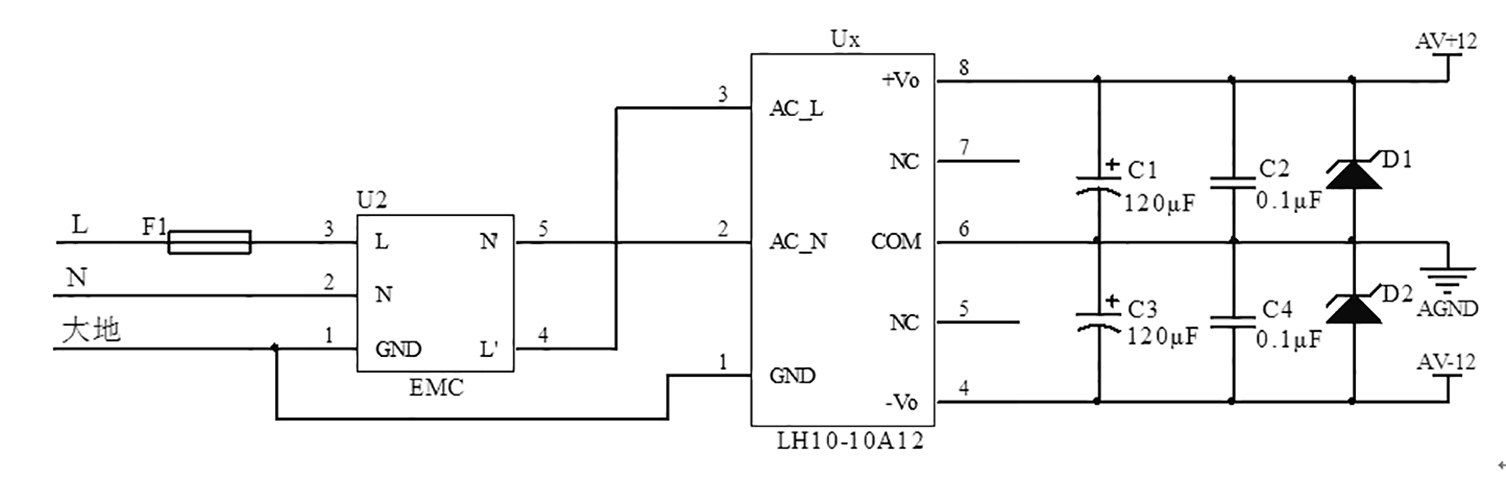 Ux
AV+12
+Vo 8
3 AC_L
NC 7
C1 120µF
C2 0.1µF
D1
U2
L F1 3 L N' 5
2 AC_N COM 6
N 2 N
大地 1 GND L' 4
NC 5
C3 120µF
C4 0.1µF
D2
AGND
1 GND
-Vo 4
AV-12
EMC
LH10-10A12